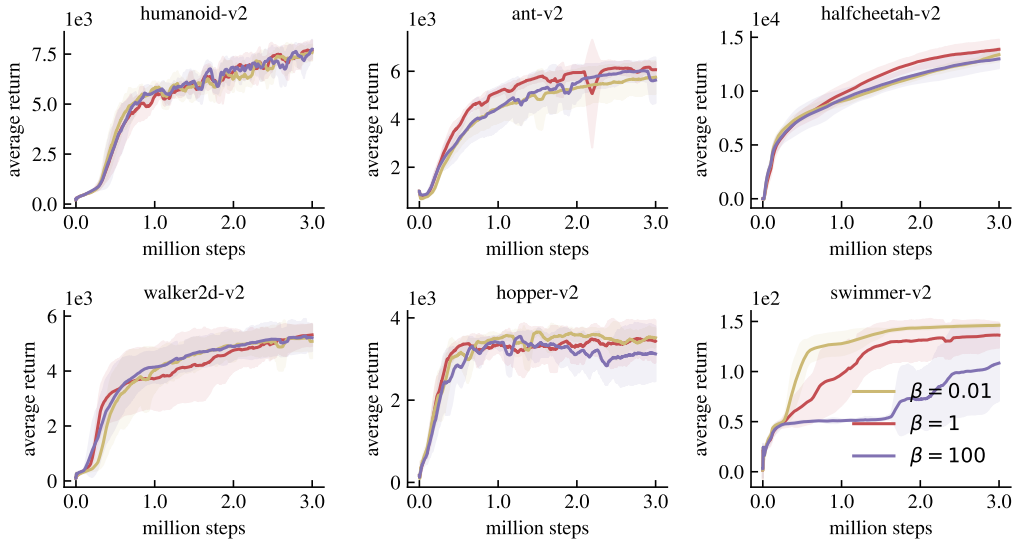 humanoid-v2
1e3
7.5
5.0
2.5
0.0
average return
0.0 1.0 2.0 3.0
million steps
ant-v2
1e3
6
4
2
average return
0.0 1.0 2.0 3.0
million steps
halfcheetah-v2
1e4
1.5
1.0
0.5
0.0
average return
0.0 1.0 2.0 3.0
million steps
walker2d-v2
1e3
6
4
2
0
average return
0.0 1.0 2.0 3.0
million steps
hopper-v2
1e3
4
2
0
average return
0.0 1.0 2.0 3.0
million steps
swimmer-v2
1e2
1.5
1.0
0.5
0.0
average return
β = 0.01
β = 1
β = 100
0.0 1.0 2.0 3.0
million steps